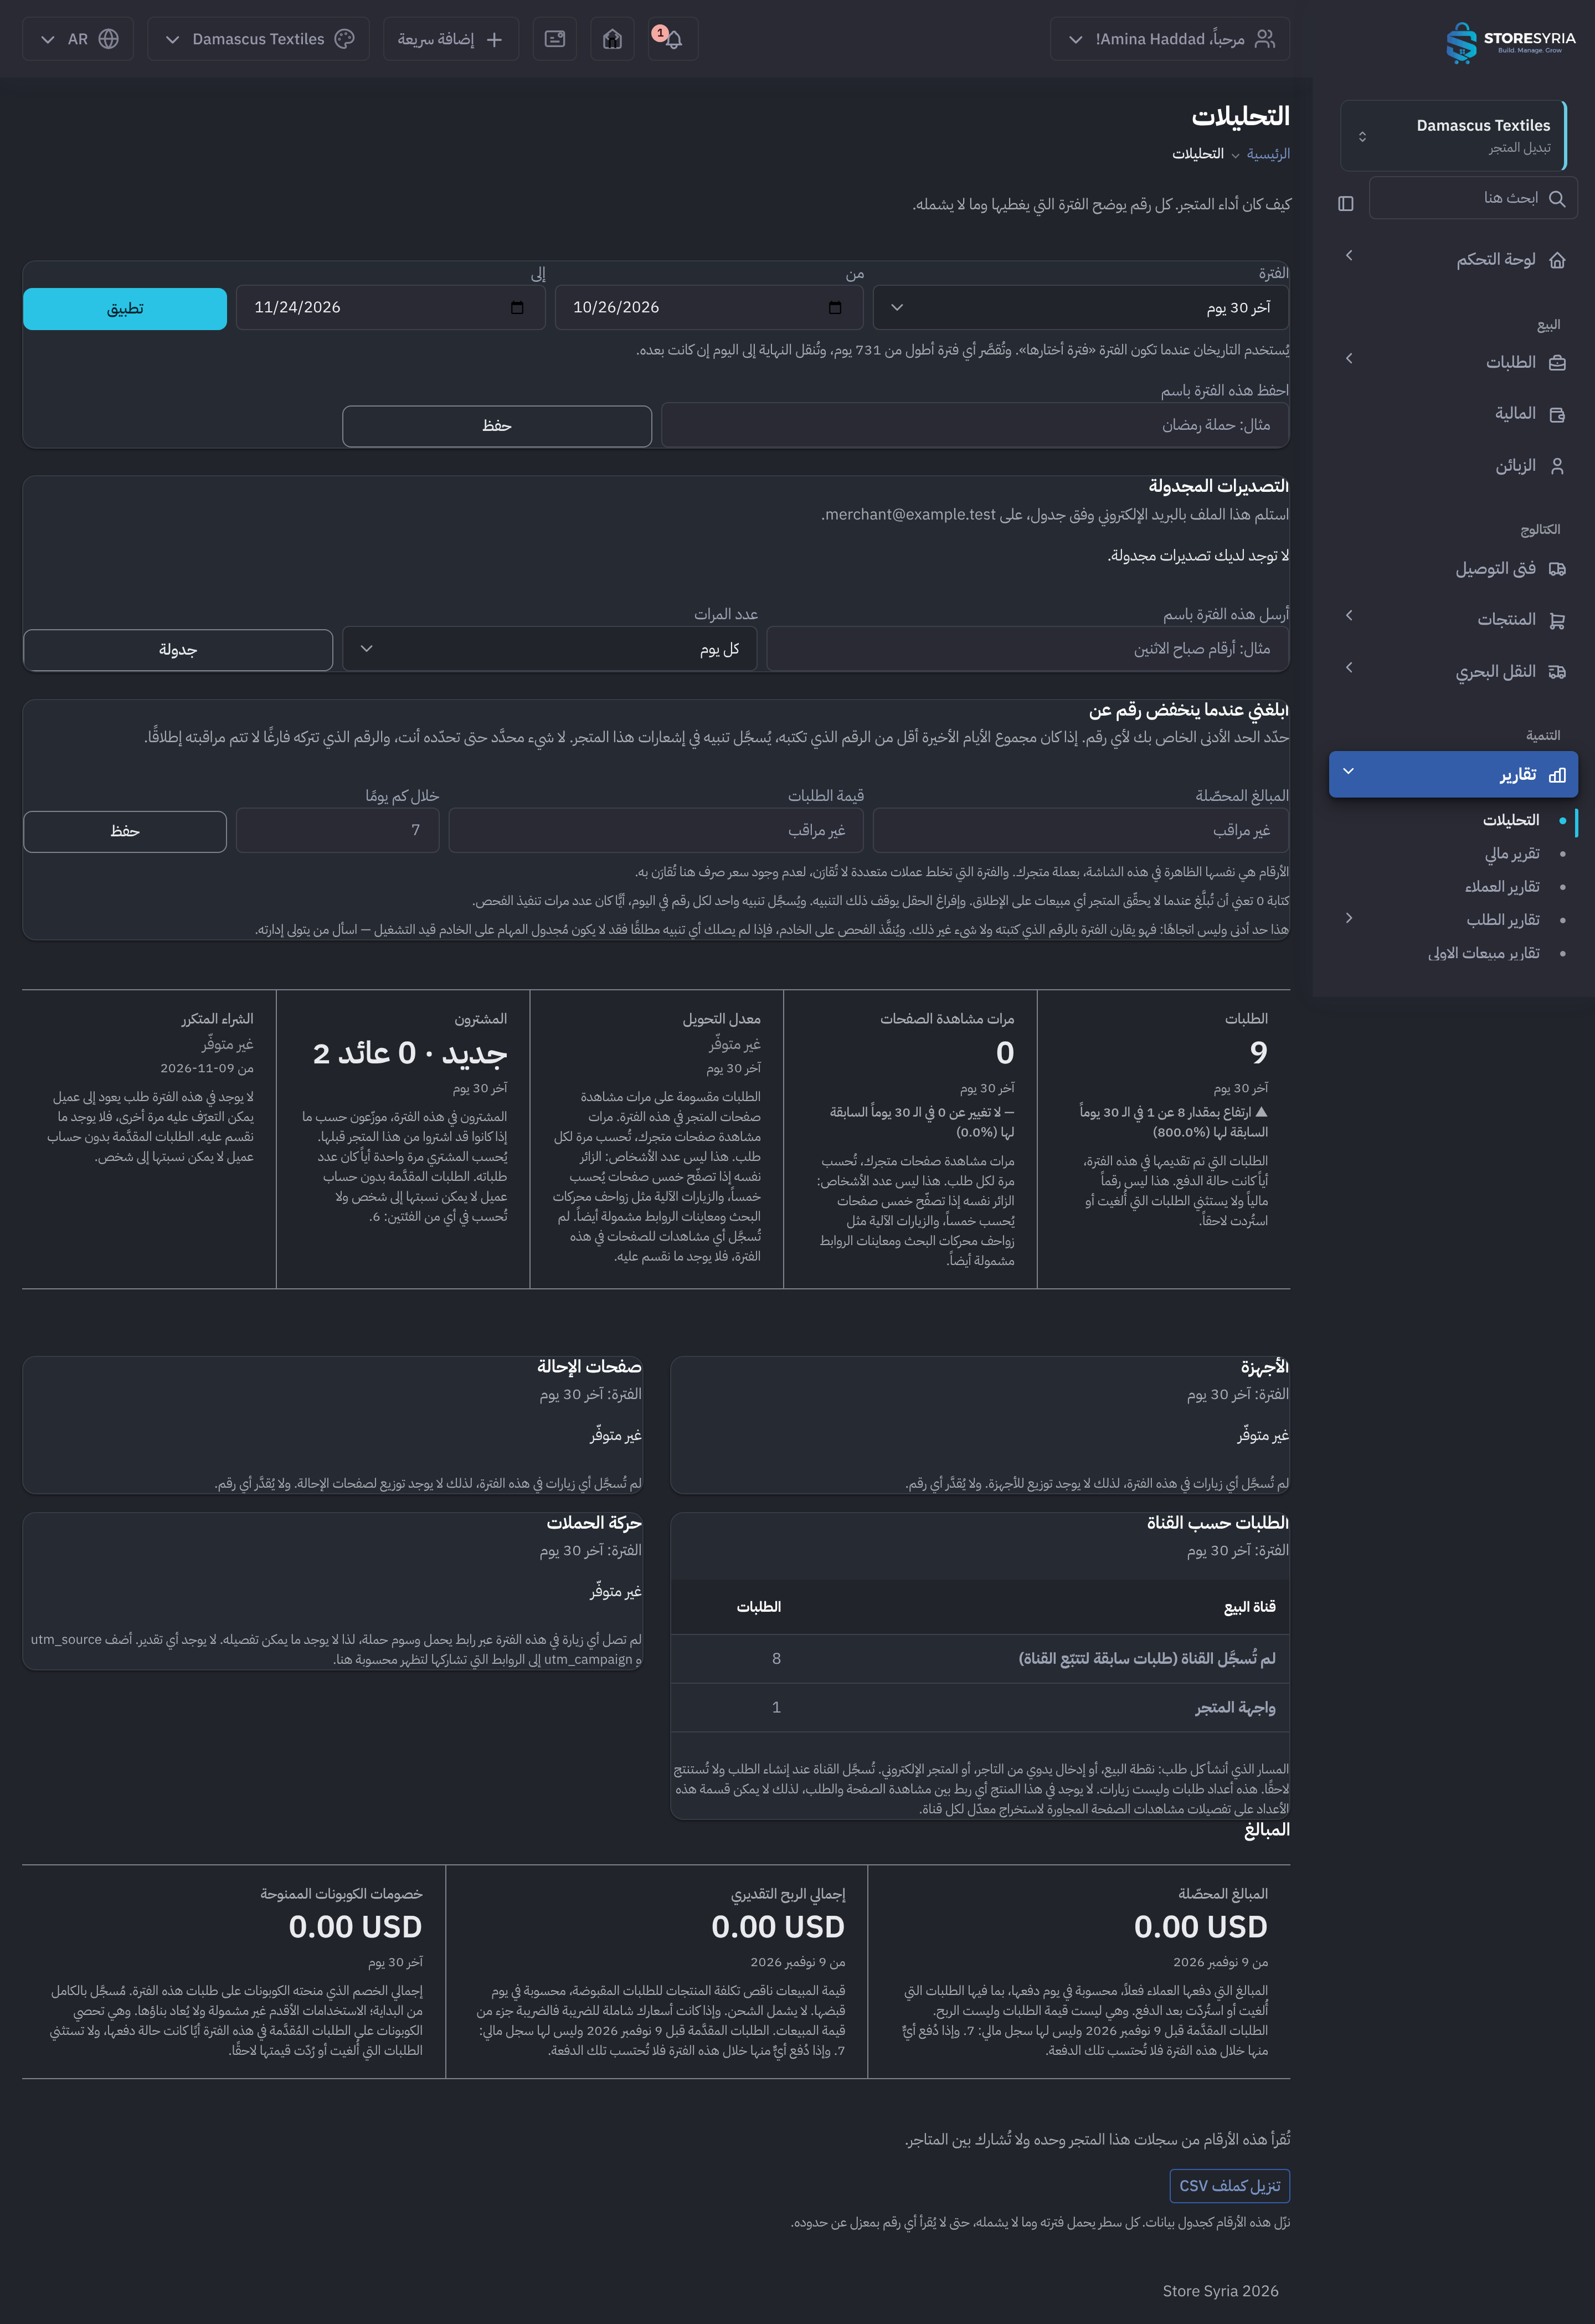 STORESYRIA
Build. Manage. Grow
مرحباً، Amina Haddad!
1
إضافة سريعة
Damascus Textiles
AR
Damascus Textiles
تبديل المتجر
ابحث هنا
لوحة التحكم
البيع
الطلبات
المالية
الزبائن
الكتالوج
فتى التوصيل
المنتجات
النقل البحري
التنمية
تقارير
التحليلات
تقرير مالي
تقارير العملاء
تقارير الطلب
تقارير مبيعات الاولي
التحليلات
الرئيسية
التحليلات
كيف كان أداء المتجر. كل رقم يوضح الفترة التي يغطيها وما لا يشمله.
الفترة
من
إلى
آخر 30 يوم
10/26/2026
11/24/2026
تطبيق
يُستخدم التاريخان عندما تكون الفترة «فترة أختارها». وتُقصَّر أي فترة أطول من 731 يوم، وتُنقل النهاية إلى اليوم إن كانت بعده.
احفظ هذه الفترة باسم
مثال: حملة رمضان
حفظ
التصديرات المجدولة
استلم هذا الملف بالبريد الإلكتروني وفق جدول، على merchant@example.test.
لا توجد لديك تصديرات مجدولة.
أرسل هذه الفترة باسم
عدد المرات
مثال: أرقام صباح الاثنين
كل يوم
جدولة
أبلغني عندما ينخفض رقم عن
حدّد الحد الأدنى الخاص بك لأي رقم. إذا كان مجموع الأيام الأخيرة أقل من الرقم الذي تكتبه، يُسجَّل تنبيه في إشعارات هذا المتجر. لا شيء محدَّد حتى تحدّده أنت، والرقم الذي تتركه فارغًا لا تتم مراقبته إطلاقًا.
المبالغ المحصّلة
قيمة الطلبات
خلال كم يومًا
غير مراقب
غير مراقب
7
حفظ
الأرقام هي نفسها الظاهرة في هذه الشاشة، بعملة متجرك. والفترة التي تخلط عملات متعددة لا تُقارَن، لعدم وجود سعر صرف هنا تُقارَن به.
كتابة 0 تعني أن تُبلَّغ عندما لا يحقّق المتجر أي مبيعات على الإطلاق. وإفراغ الحقل يوقف ذلك التنبيه. ويُسجَّل تنبيه واحد لكل رقم في اليوم، أيًّا كان عدد مرات تنفيذ الفحص.
هذا حد أدنى وليس اتجاهًا: فهو يقارن الفترة بالرقم الذي كتبته ولا شيء غير ذلك. ويُنفَّذ الفحص على الخادم، فإذا لم يصلك أي تنبيه مطلقًا فقد لا يكون مُجدول المهام على الخادم قيد التشغيل — اسأل من يتولى إدارته.
الطلبات
9
آخر 30 يوم
▲ ارتفاع بمقدار 8 عن 1 في الـ 30 يوماً
السابقة لها (800.0%)
الطلبات التي تم تقديمها في هذه الفترة،
أياً كانت حالة الدفع. هذا ليس رقماً
مالياً ولا يستثني الطلبات التي أُلغيت أو
استُردت لاحقاً.
مرات مشاهدة الصفحات
0
آخر 30 يوم
— لا تغيير عن 0 في الـ 30 يوماً السابقة
لها (0.0%)
مرات مشاهدة صفحات متجرك، تُحسب
مرة لكل طلب. هذا ليس عدد الأشخاص:
الزائر نفسه إذا تصفّح خمس صفحات
يُحسب خمساً، والزيارات الآلية مثل
زواحف محركات البحث ومعاينات الروابط
مشمولة أيضاً.
معدل التحويل
غير متوفّر
آخر 30 يوم
الطلبات مقسومة على مرات مشاهدة
صفحات المتجر في هذه الفترة. مرات
مشاهدة صفحات متجرك، تُحسب مرة لكل
طلب. هذا ليس عدد الأشخاص: الزائر
نفسه إذا تصفّح خمس صفحات يُحسب
خمساً، والزيارات الآلية مثل زواحف محركات
البحث ومعاينات الروابط مشمولة أيضاً. لم
تُسجَّل أي مشاهدات للصفحات في هذه
الفترة، فلا يوجد ما نقسم عليه.
المشترون
جديد · 0 عائد 2
آخر 30 يوم
المشترون في هذه الفترة، موزّعون حسب ما
إذا كانوا قد اشتروا من هذا المتجر قبلها.
يُحسب المشتري مرة واحدة أياً كان عدد
طلباته. الطلبات المقدَّمة بدون حساب
عميل لا يمكن نسبتها إلى شخص ولا
تُحسب في أي من الفئتين: 6.
الشراء المتكرر
غير متوفّر
من 09-11-2026
لا يوجد في هذه الفترة طلب يعود إلى عميل
يمكن التعرّف عليه مرة أخرى، فلا يوجد ما
نقسم عليه. الطلبات المقدَّمة بدون حساب
عميل لا يمكن نسبتها إلى شخص.
الأجهزة
الفترة: آخر 30 يوم
غير متوفّر
لم تُسجَّل أي زيارات في هذه الفترة، لذلك لا يوجد توزيع للأجهزة. ولا يُقدَّر أي رقم.
صفحات الإحالة
الفترة: آخر 30 يوم
غير متوفّر
لم تُسجَّل أي زيارات في هذه الفترة، لذلك لا يوجد توزيع لصفحات الإحالة. ولا يُقدَّر أي رقم.
الطلبات حسب القناة
الفترة: آخر 30 يوم
قناة البيع
الطلبات
لم تُسجَّل القناة (طلبات سابقة لتتبّع القناة)
8
واجهة المتجر
1
المسار الذي أنشأ كل طلب: نقطة البيع، أو إدخال يدوي من التاجر، أو المتجر الإلكتروني. تُسجَّل القناة عند إنشاء الطلب ولا تُستنتج
لاحقًا. هذه أعداد طلبات وليست زيارات. لا يوجد في هذا المنتج أي ربط بين مشاهدة الصفحة والطلب، لذلك لا يمكن قسمة هذه
الأعداد على تفصيلات مشاهدات الصفحة المجاورة لاستخراج معدّل لكل قناة.
حركة الحملات
الفترة: آخر 30 يوم
غير متوفّر
لم تصل أي زيارة في هذه الفترة عبر رابط يحمل وسوم حملة، لذا لا يوجد ما يمكن تفصيله. لا يوجد أي تقدير. أضف utm_source
و utm_campaign إلى الروابط التي تشاركها لتظهر محسوبة هنا.
المبالغ
المبالغ المحصّلة
0.00 USD
من 9 نوفمبر 2026
المبالغ التي دفعها العملاء فعلاً، محسوبة في يوم دفعها، بما فيها الطلبات التي
أُلغيت أو استُردّت بعد الدفع. وهي ليست قيمة الطلبات وليست الربح.
الطلبات المقدَّمة قبل 9 نوفمبر 2026 وليس لها سجل مالي: 7. وإذا دُفع أيٌّ
منها خلال هذه الفترة فلا تُحتسب تلك الدفعة.
إجمالي الربح التقديري
0.00 USD
من 9 نوفمبر 2026
قيمة المبيعات ناقص تكلفة المنتجات للطلبات المقبوضة، محسوبة في يوم
قبضها. لا يشمل الشحن. وإذا كانت أسعارك شاملة للضريبة فالضريبة جزء من
قيمة المبيعات. الطلبات المقدَّمة قبل 9 نوفمبر 2026 وليس لها سجل مالي:
7. وإذا دُفع أيٌّ منها خلال هذه الفترة فلا تُحتسب تلك الدفعة.
خصومات الكوبونات الممنوحة
0.00 USD
آخر 30 يوم
إجمالي الخصم الذي منحته الكوبونات على طلبات هذه الفترة. مُسجَّل بالكامل
من البداية؛ الاستخدامات الأقدم غير مشمولة ولا يُعاد بناؤها. وهي تحصي
الكوبونات على الطلبات المُقدَّمة في هذه الفترة أيًا كانت حالة دفعها، ولا تستثني
الطلبات التي أُلغيت أو رُدّت قيمتها لاحقًا.
تُقرأ هذه الأرقام من سجلات هذا المتجر وحده ولا تُشارك بين المتاجر.
تنزيل كملف CSV
نزّل هذه الأرقام كجدول بيانات. كل سطر يحمل فترته وما لا يشمله، حتى لا يُقرأ أي رقم بمعزل عن حدوده.
Store Syria 2026